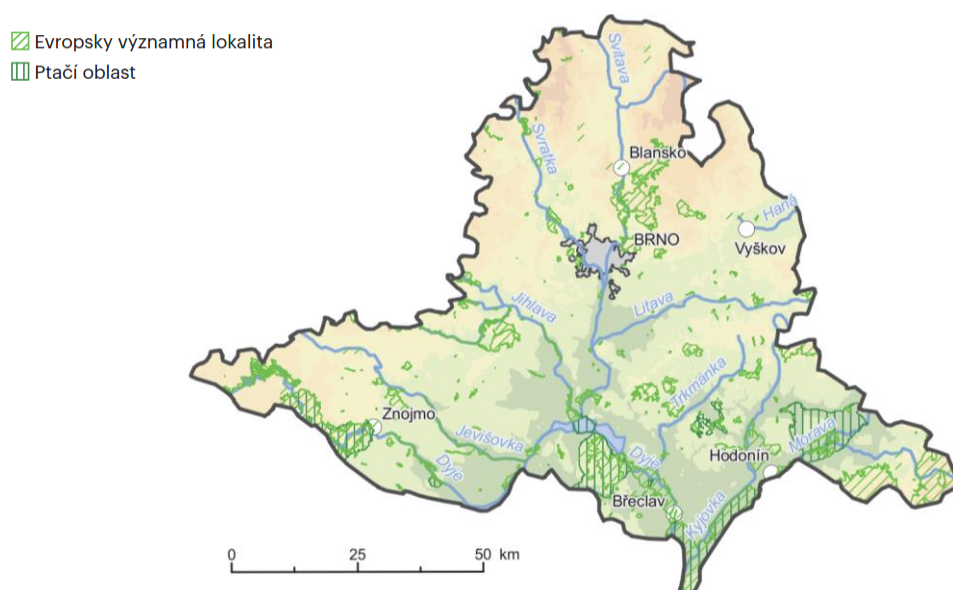 Evropsky významná lokalita
Ptačí oblast
Svitava
Svratka
Blansko
Haná
BRNO
Vyškov
Jihlava
Litava
Trkmanka
Znojmo
Jevišovka
Hodonín
Morava
Dyje
Dyje
Břeclav
Kyjovka
0 25 50 km